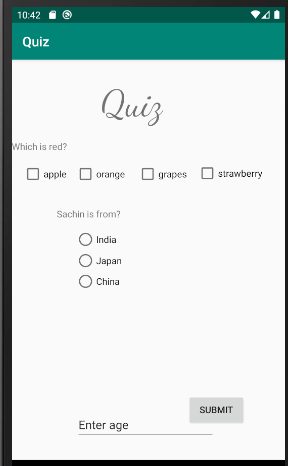 10:42
Quiz
Quiz
Which is red?
apple orange grapes strawberry
Sachin is from?
India
Japan
China
SUBMIT
Enter age